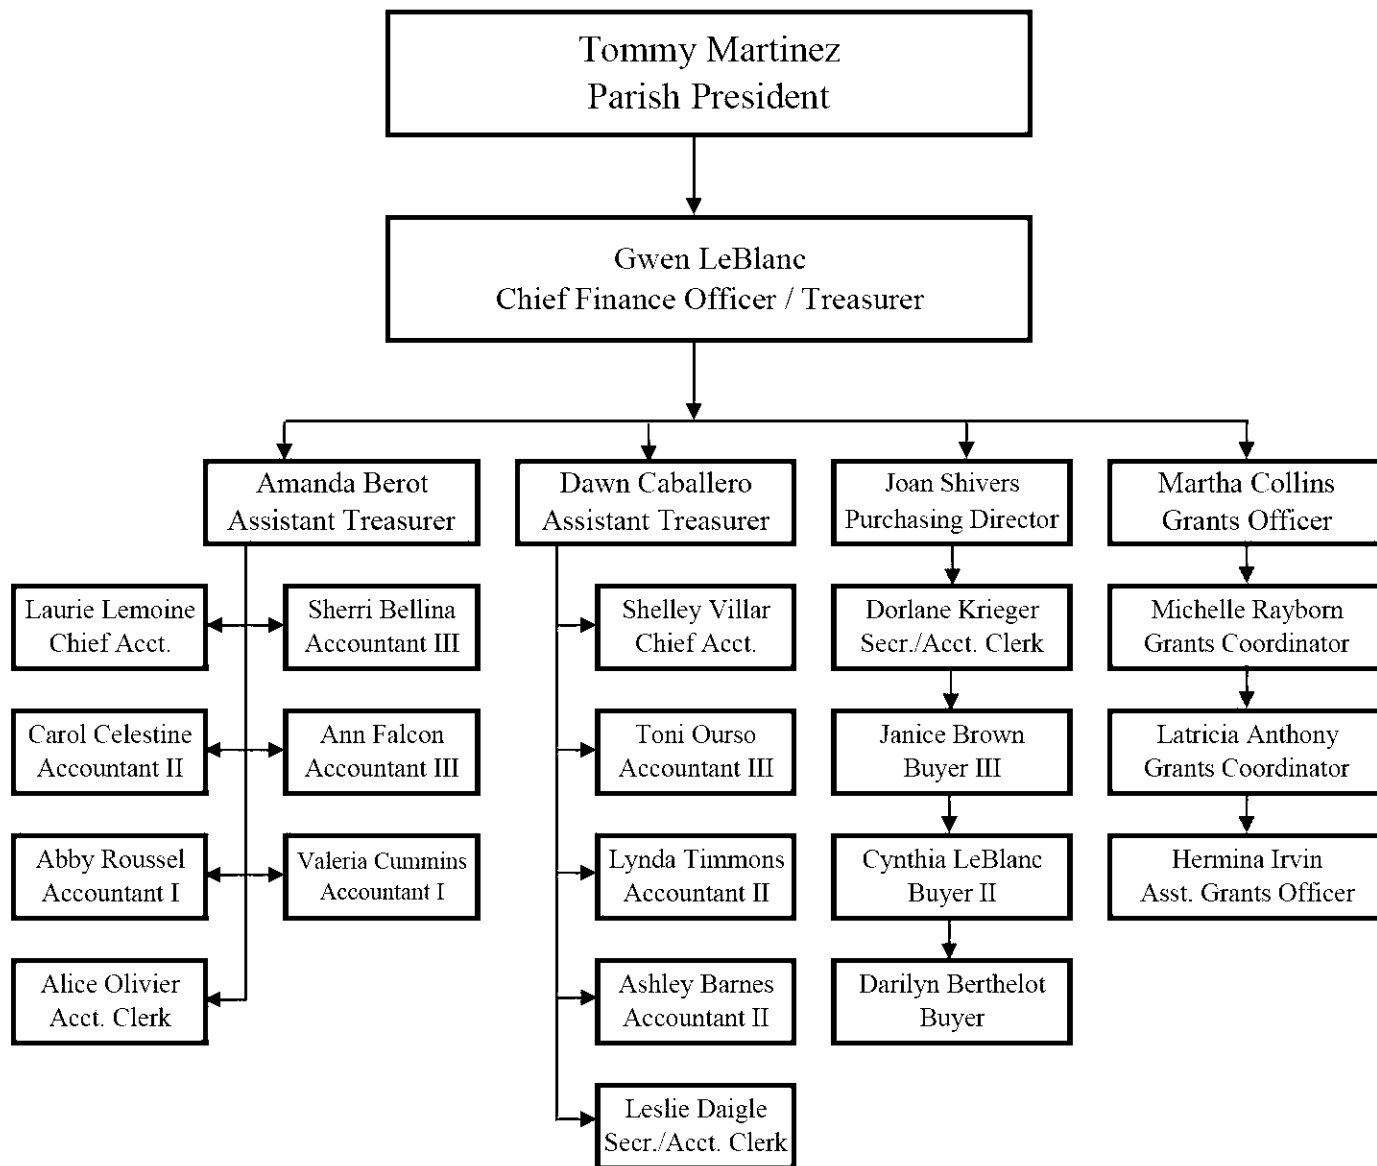 Tommy Martinez
Parish President
Gwen LeBlanc
Chief Finance Officer / Treasurer
Amanda Berot
Assistant Treasurer
Dawn Caballero
Assistant Treasurer
Joan Shivers
Purchasing Director
Martha Collins
Grants Officer
Laurie Lemoine
Chief Acct.
Sherri Bellina
Accountant III
Shelley Villar
Chief Acct.
Dorlane Krieger
Secr./Acct. Clerk
Michelle Rayborn
Grants Coordinator
Carol Celestine
Accountant II
Ann Falcon
Accountant III
Toni Ourso
Accountant III
Janice Brown
Buyer III
Latricia Anthony
Grants Coordinator
Abby Roussel
Accountant I
Valeria Cummins
Accountant I
Lynda Timmons
Accountant II
Cynthia LeBlanc
Buyer II
Hermina Irvin
Asst. Grants Officer
Alice Olivier
Acct. Clerk
Ashley Barnes
Accountant II
Darilyn Berthelot
Buyer
Leslie Daigle
Secr./Acct. Clerk